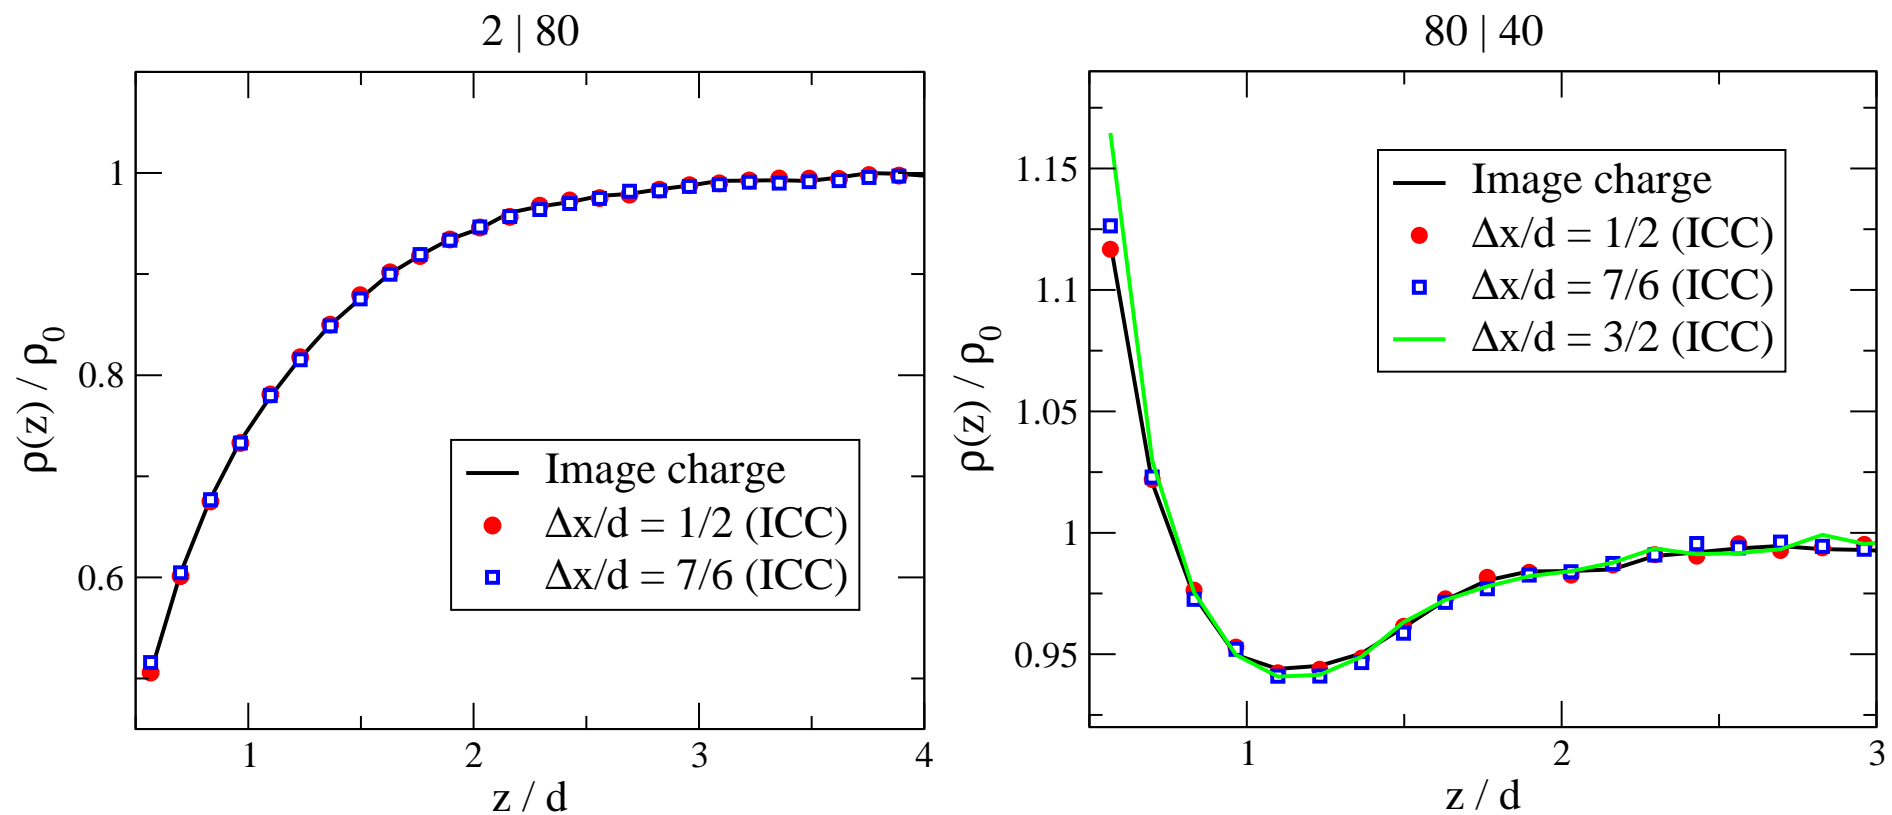 2 | 80
1
0.8
0.6
ρ(z) / ρ0
Image charge
Δx/d = 1/2 (ICC)
Δx/d = 7/6 (ICC)
1
2
3
4
z / d
80 | 40
1.15
1.1
1.05
1
0.95
ρ(z) / ρ0
Image charge
Δx/d = 1/2 (ICC)
Δx/d = 7/6 (ICC)
Δx/d = 3/2 (ICC)
1
2
3
z / d